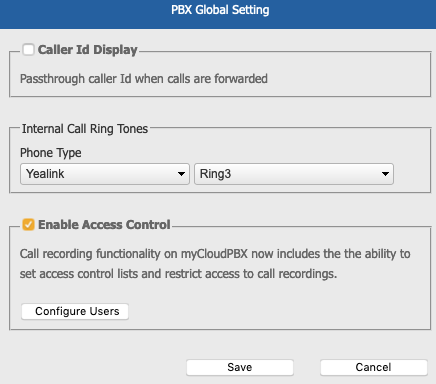 PBX Global Setting
Caller Id Display
Passthrough caller Id when calls are forwarded
Internal Call Ring Tones
Phone Type
Yealink Ring3
Enable Access Control
Call recording functionality on myCloudPBX now includes the the ability to
set access control lists and restrict access to call recordings.
Configure Users
Save Cancel